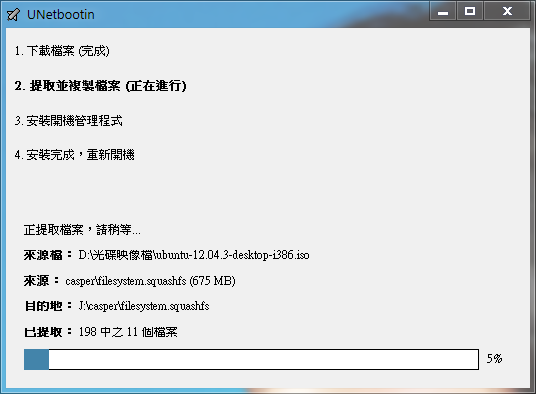 UNetbootin
1. 下載檔案 (完成)
2. 提取並複製檔案 (正在進行)
3. 安裝開機管理程式
4. 安裝完成，重新開機
正提取檔案，請稍等...
來源檔： D:\光碟映像檔\ubuntu-12.04.3-desktop-i386.iso
來源： casper\filesystem.squashfs (675 MB)
目的地： J:\casper\filesystem.squashfs
已提取： 198 中之 11 個檔案
5%